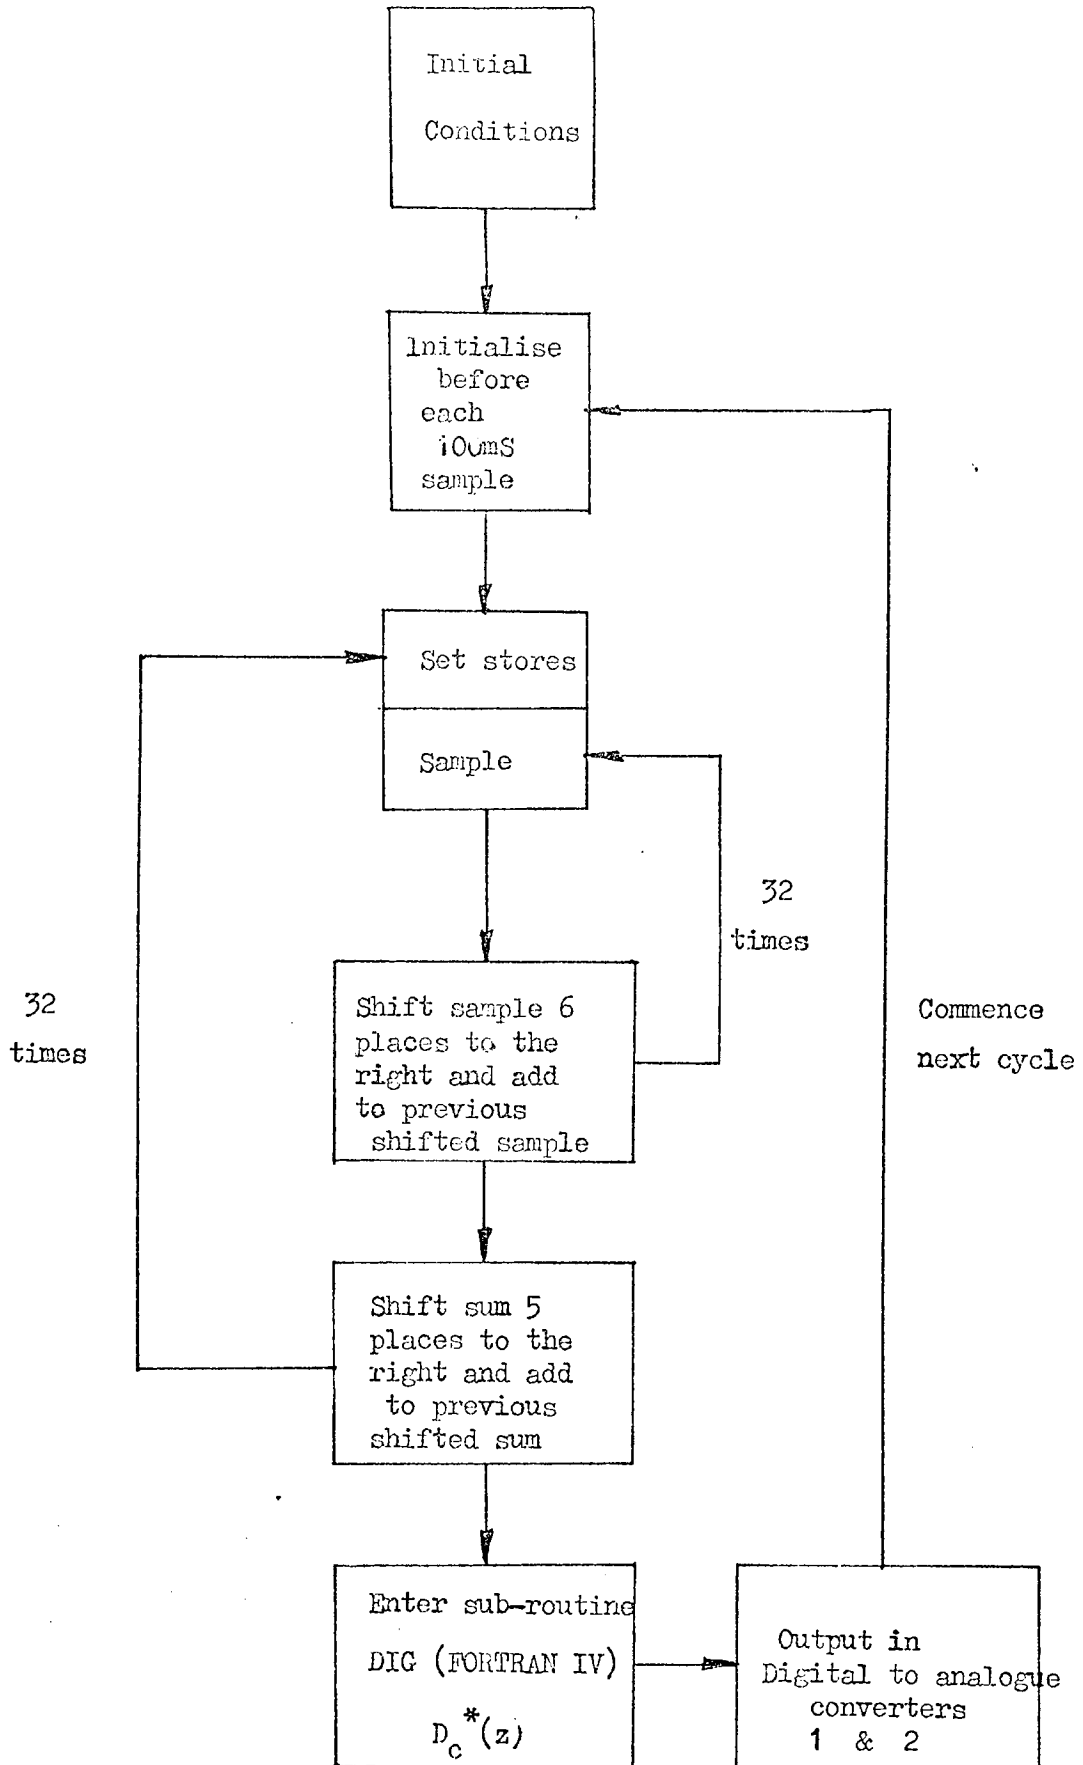 Initial
Conditions
Initialise
before
each
100mS
sample
Set stores
Sample
32
times
32
times
Shift sample 6
places to the
right and add
to previous
shifted sample
Commence
next cycle
Shift sum 5
places to the
right and add
to previous
shifted sum
Enter sub-routine
DIG (FORTRAN IV)
D_c^*(z)
Output in
Digital to analogue
converters
1 & 2